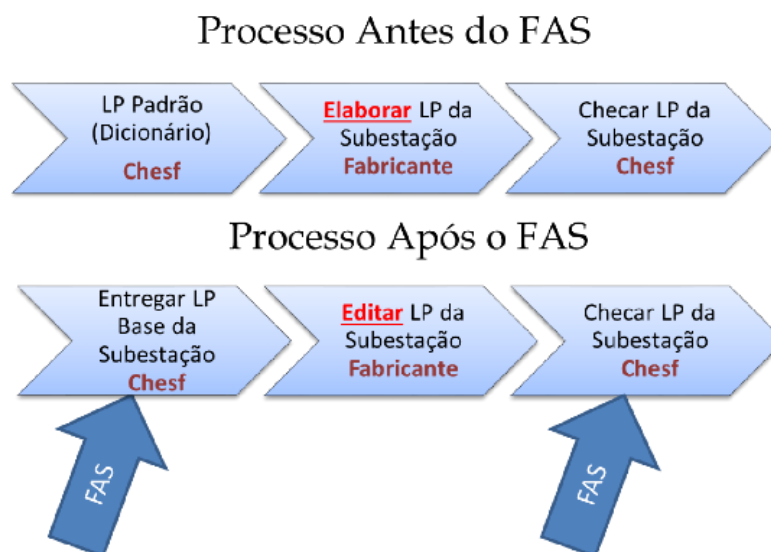 Processo Antes do FAS
LP Padrão
(Dicionário)
Chesf
Elaborar LP da
Subestação
Fabricante
Checar LP da
Subestação
Chesf
Processo Após o FAS
Entregar LP
Base da
Subestação
Chesf
Editar LP da
Subestação
Fabricante
Checar LP da
Subestação
Chesf
FAS
FAS